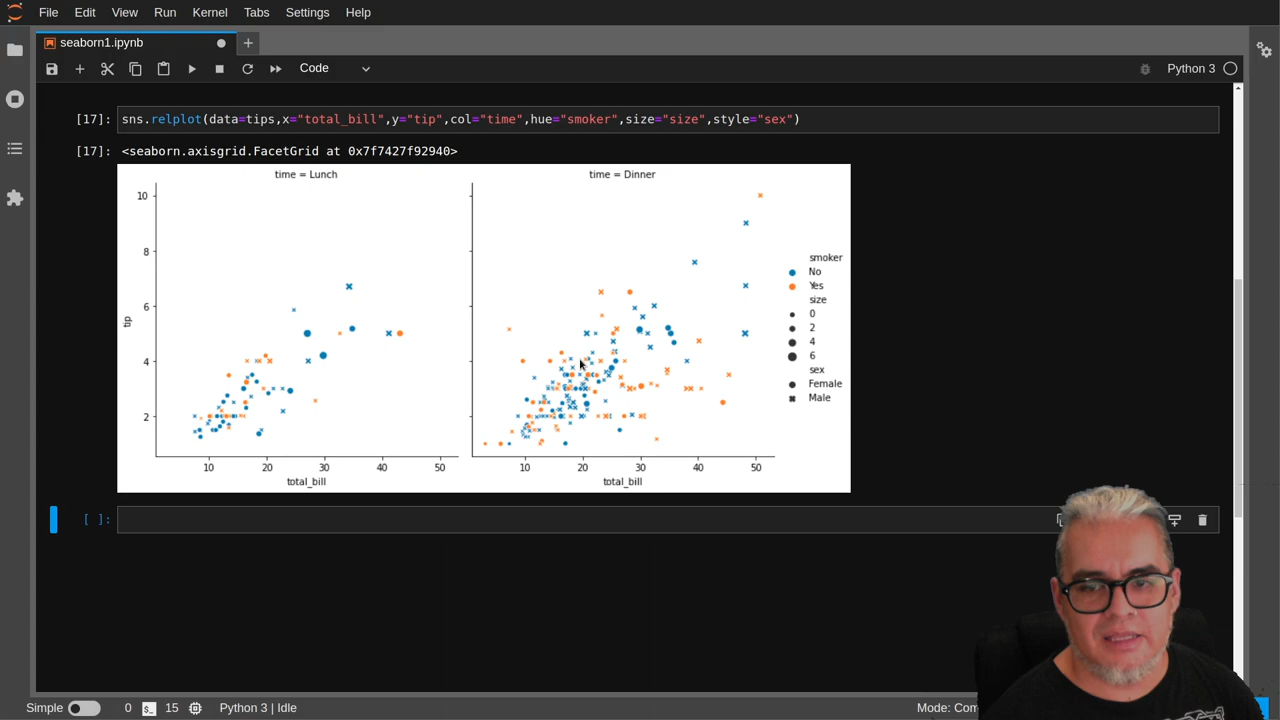 File Edit View Run Kernel Tabs Settings Help
seaborn1.ipynb
Code
Python 3
[17]: sns.relplot(data=tips,x="total_bill",y="tip",col="time",hue="smoker",size="size",style="sex")
[17]: <seaborn.axisgrid.FacetGrid at 0x7f7427f92940>
time = Lunch
time = Dinner
10
8
6
4
2
tip
10 20 30 40 50
total_bill
10 20 30 40 50
total_bill
smoker
No
Yes
size
0
2
4
6
sex
Female
Male
[ ]:
Simple 0 $_ 15 Python 3 | Idle
Mode: Com